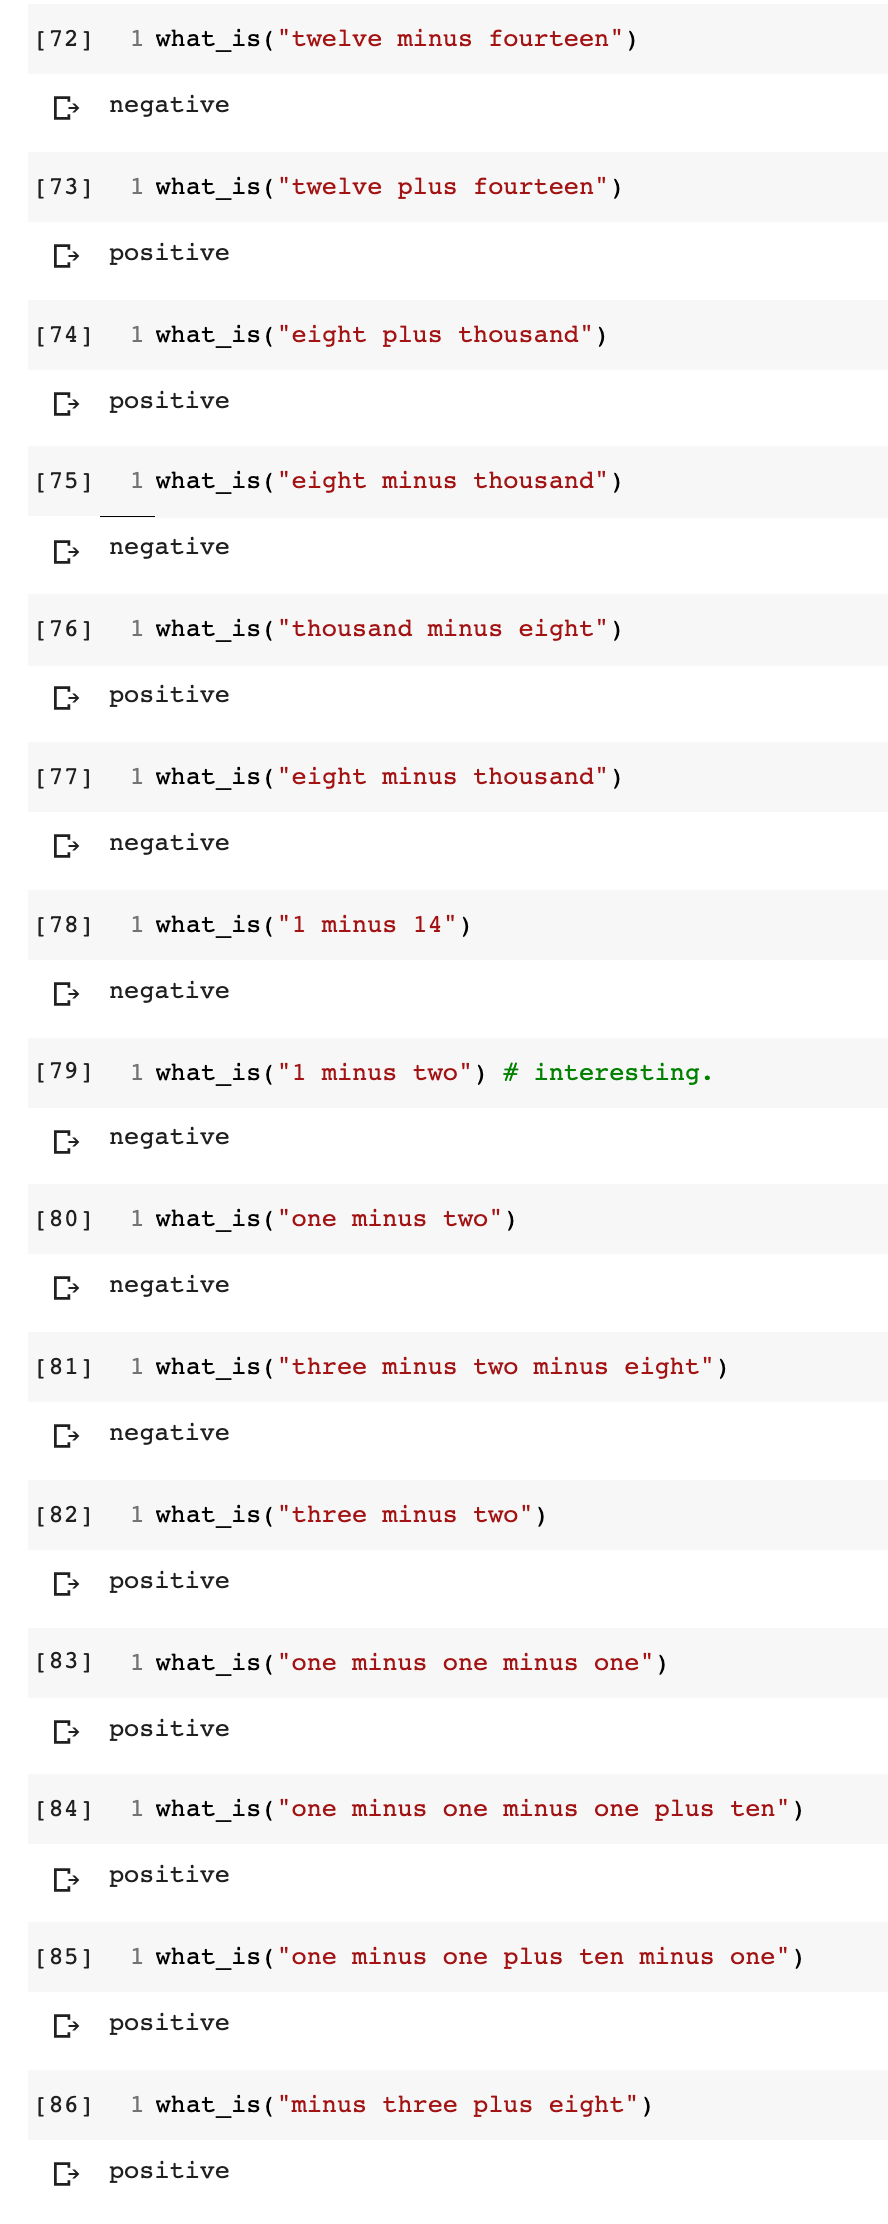 [72] 1 what_is("twelve minus fourteen")
negative
[73] 1 what_is("twelve plus fourteen")
positive
[74] 1 what_is("eight plus thousand")
positive
[75] 1 what_is("eight minus thousand")
negative
[76] 1 what_is("thousand minus eight")
positive
[77] 1 what_is("eight minus thousand")
negative
[78] 1 what_is("1 minus 14")
negative
[79] 1 what_is("1 minus two") # interesting.
negative
[80] 1 what_is("one minus two")
negative
[81] 1 what_is("three minus two minus eight")
negative
[82] 1 what_is("three minus two")
positive
[83] 1 what_is("one minus one minus one")
positive
[84] 1 what_is("one minus one minus one plus ten")
positive
[85] 1 what_is("one minus one plus ten minus one")
positive
[86] 1 what_is("minus three plus eight")
positive